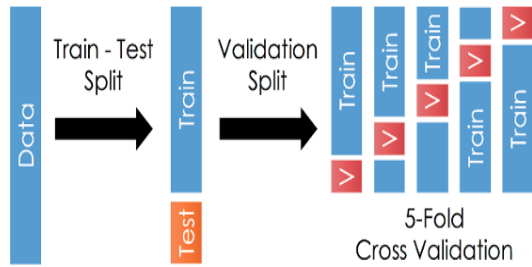 Data
Train - Test
Split
Train
Test
Validation
Split
Train
V
Train
V
Train
V
V
Train
V
Train
5-Fold
Cross Validation